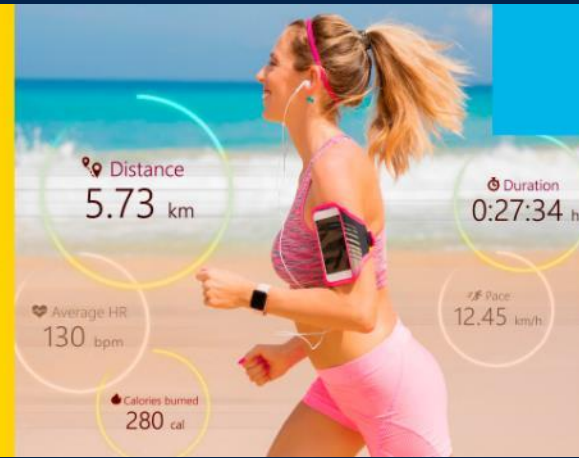 Distance
5.73 km
Duration
0:27:34 h
Average HR
130 bpm
Pace
12.45 km/h
Calories burned
280 cal